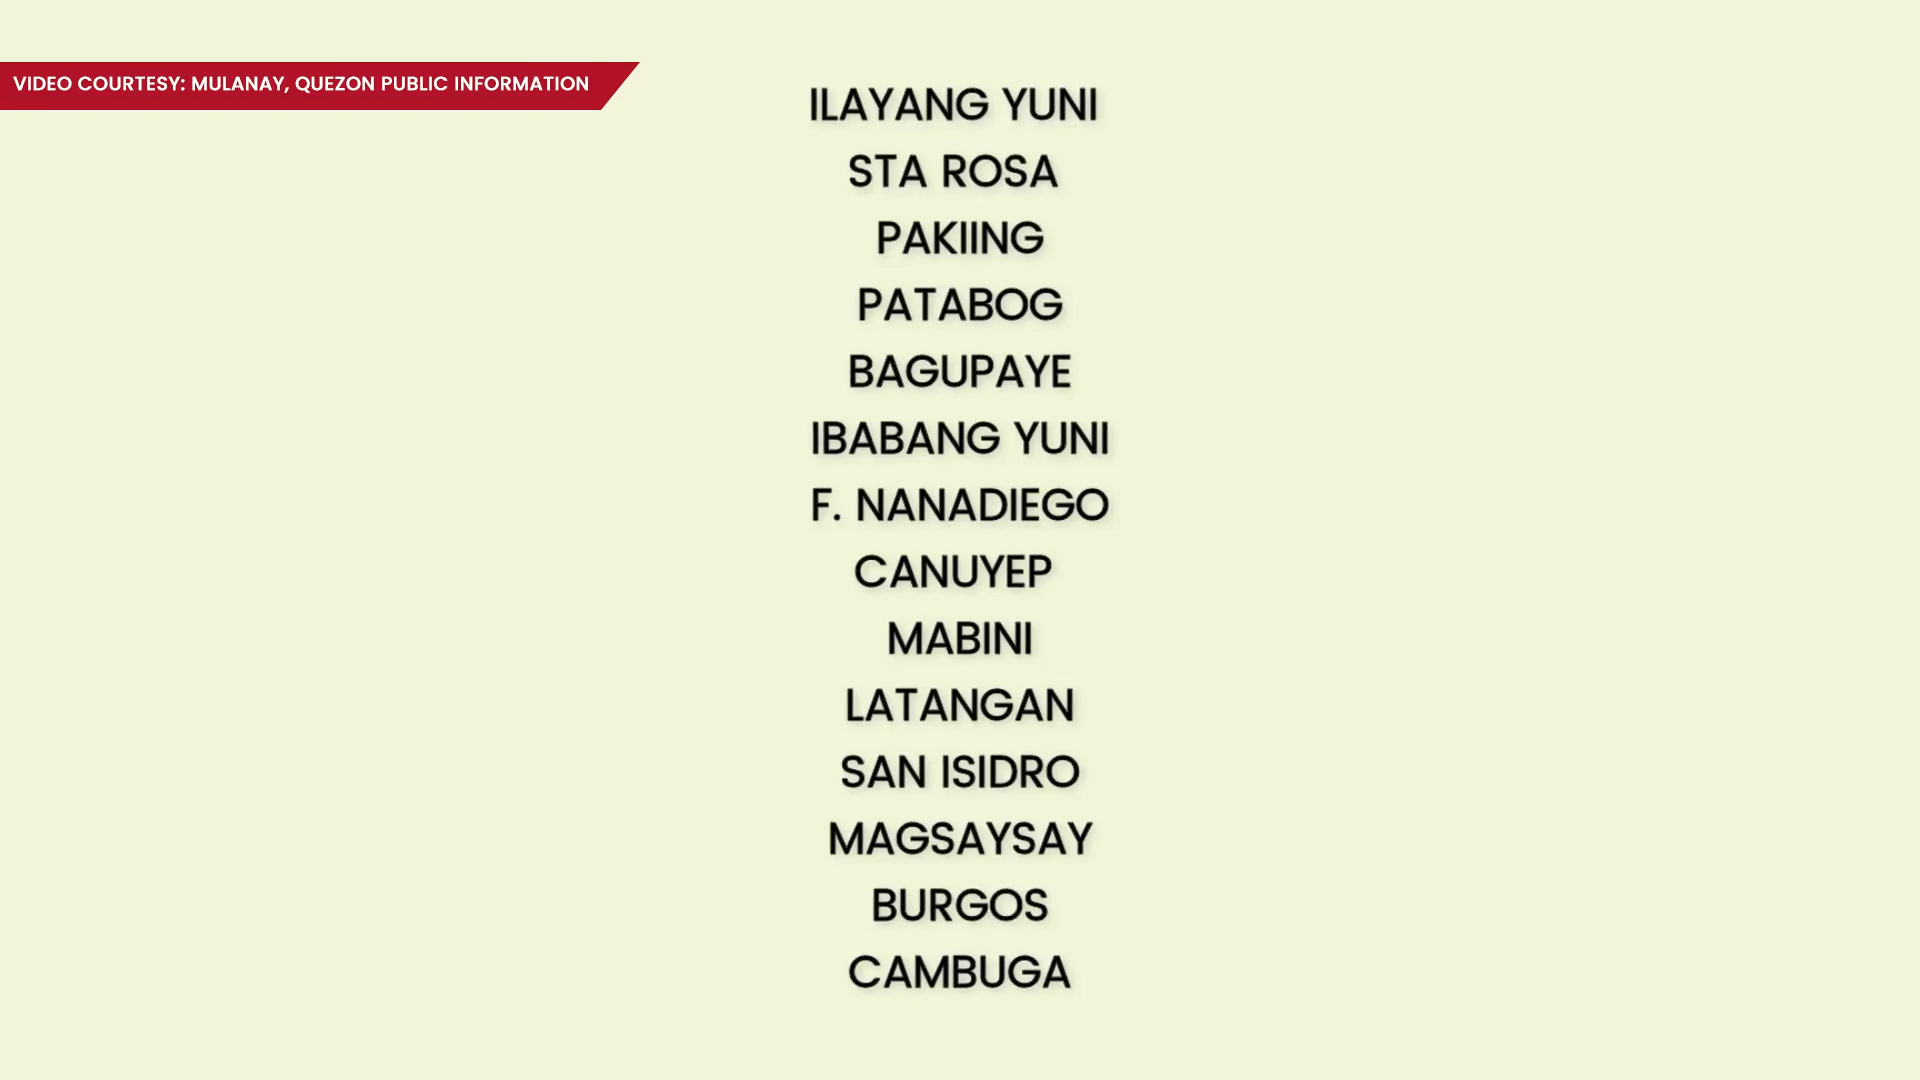 VIDEO COURTESY: MULANAY, QUEZON PUBLIC INFORMATION
ILAYANG YUNI
STA ROSA
PAKIING
PATABOG
BAGUPAYE
IBABANG YUNI
F. NANADIEGO
CANUYEP
MABINI
LATANGAN
SAN ISIDRO
MAGSAYSAY
BURGOS
CAMBUGA